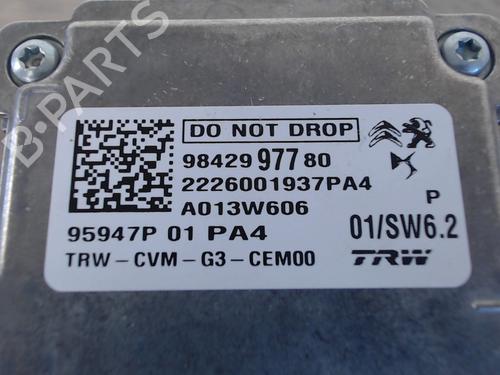 DO NOT DROP
98429 977 80
2226001937PA4
A013W606
P
95947P 01 PA4
01/SW6.2
TRW-CVM-G3-CEM00
TRW
B-PARTS